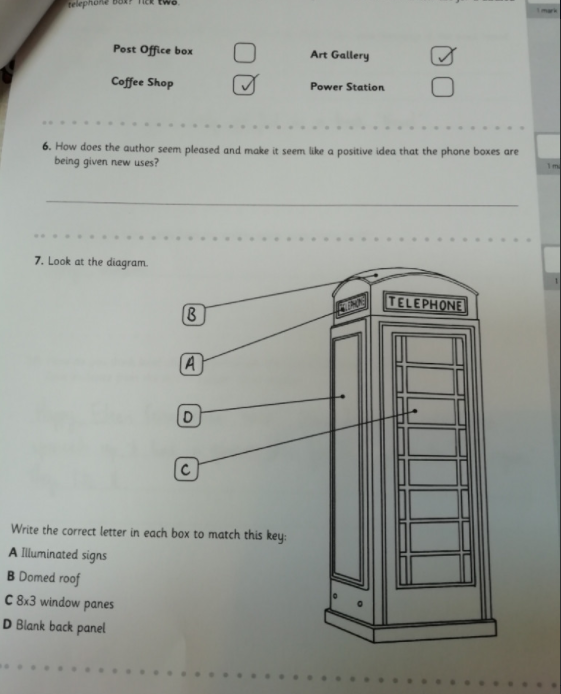 telephone box? Tick two.
1 mark
Post Office box
Art Gallery
Coffee Shop
Power Station
6. How does the author seem pleased and make it seem like a positive idea that the phone boxes are
being given new uses?
7. Look at the diagram.
TELEPHONE
B
A
D
C
Write the correct letter in each box to match this key:
A Illuminated signs
B Domed roof
C 8x3 window panes
D Blank back panel